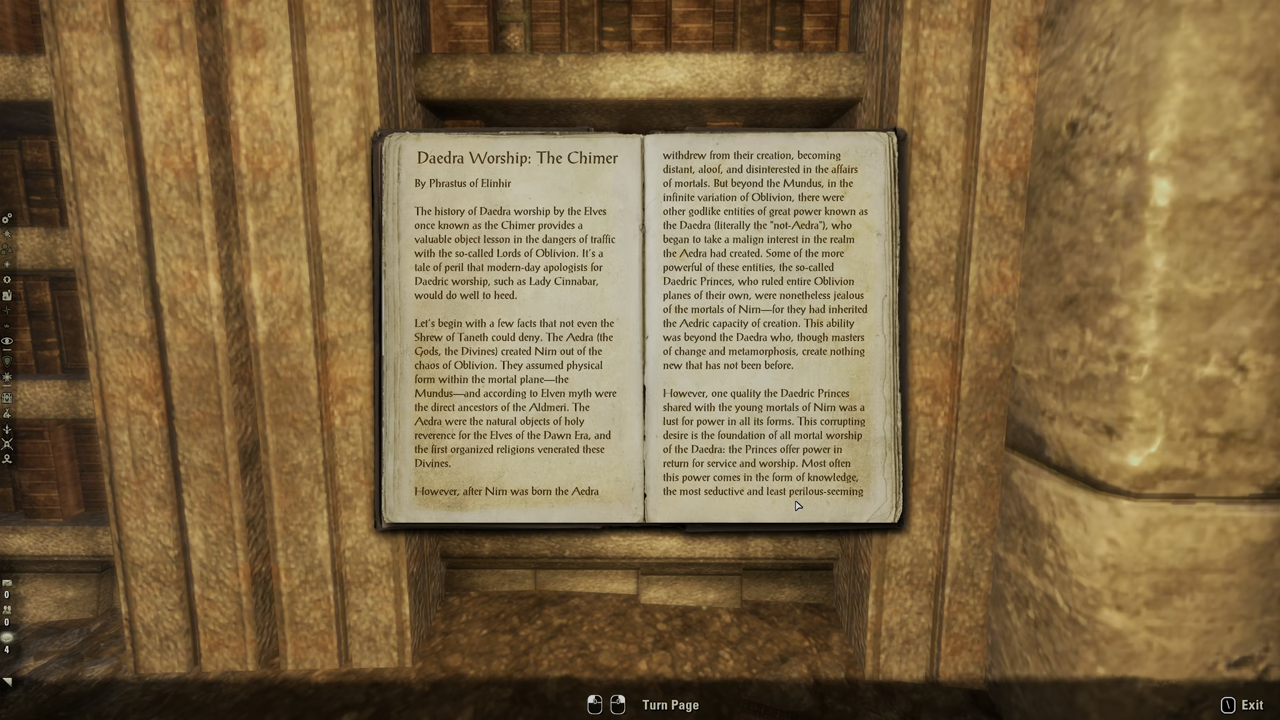 Daedra Worship: The Chimer
By Phrastus of Elinhir
The history of Daedra worship by the Elves
once known as the Chimer provides a
valuable object lesson in the dangers of traffic
with the so-called Lords of Oblivion. It's a
tale of peril that modern-day apologists for
Daedric worship, such as Lady Cinnabar,
would do well to heed.
Let's begin with a few facts that not even the
Shrew of Taneth could deny. The Aedra (the
Gods, the Divines) created Nirn out of the
chaos of Oblivion. They assumed physical
form within the mortal plane—the
Mundus—and according to Elven myth were
the direct ancestors of the Aldmeri. The
Aedra were the natural objects of holy
reverence for the Elves of the Dawn Era, and
the first organized religions venerated these
Divines.
However, after Nirn was born the Aedra
withdrew from their creation, becoming
distant, aloof, and disinterested in the affairs
of mortals. But beyond the Mundus, in the
infinite variation of Oblivion, there were
other godlike entities of great power known as
the Daedra (literally the "not-Aedra"), who
began to take a malign interest in the realm
the Aedra had created. Some of the more
powerful of these entities, the so-called
Daedric Princes, who ruled entire Oblivion
planes of their own, were nonetheless jealous
of the mortals of Nirn—for they had inherited
the Aedric capacity of creation. This ability
was beyond the Daedra who, though masters
of change and metamorphosis, create nothing
new that has not been before.
However, one quality the Daedric Princes
shared with the young mortals of Nirn was a
lust for power in all its forms. This corrupting
desire is the foundation of all mortal worship
of the Daedra: the Princes offer power in
return for service and worship. Most often
this power comes in the form of knowledge,
the most seductive and least perilous-seeming
0
0
4
Turn Page
\ Exit